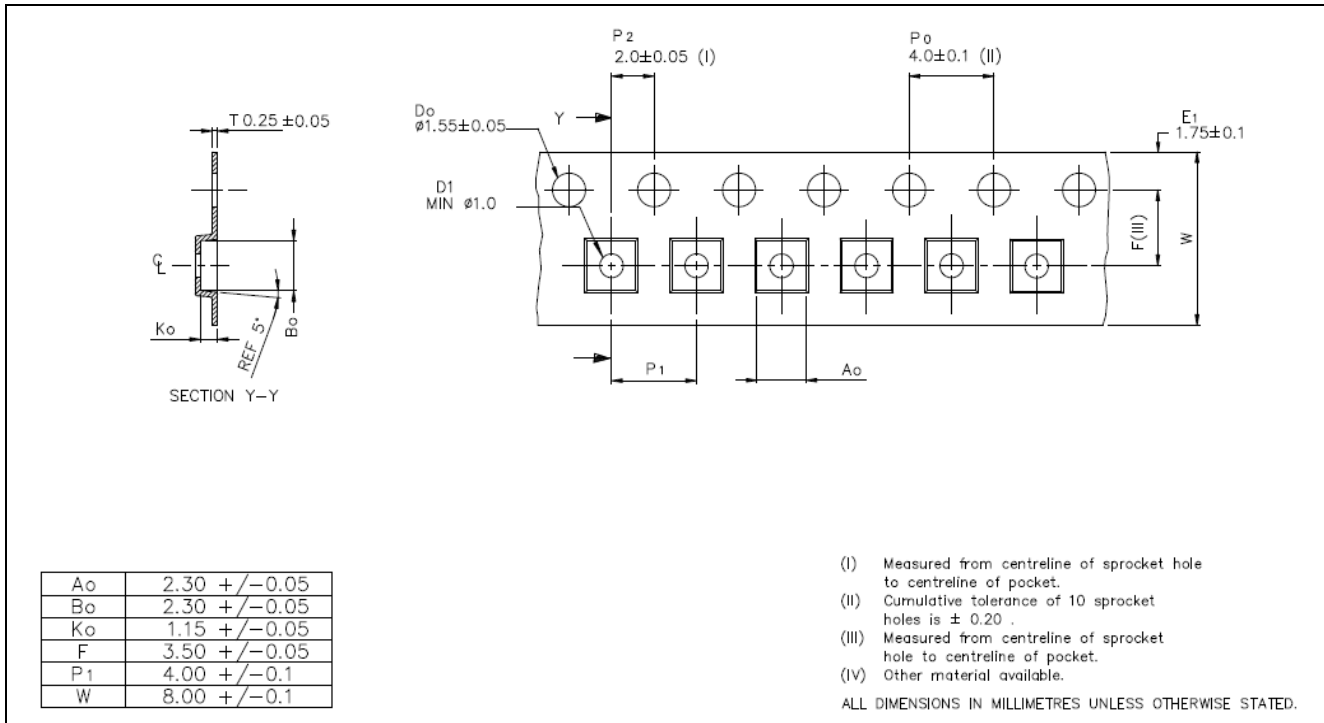 P2
2.0±0.05 (I)
Po
4.0±0.1 (II)
T 0.25 ±0.05
Do
ø1.55±0.05
Y
E1
1.75±0.1
D1
MIN ø1.0
F(III)
W
℄
Ko
REF 5°
Bo
P1
Ao
SECTION Y-Y
Ao 2.30 +/-0.05
Bo 2.30 +/-0.05
Ko 1.15 +/-0.05
F 3.50 +/-0.05
P1 4.00 +/-0.1
W 8.00 +/-0.1
(I) Measured from centreline of sprocket hole
to centreline of pocket.
(II) Cumulative tolerance of 10 sprocket
holes is ± 0.20 .
(III) Measured from centreline of sprocket
hole to centreline of pocket.
(IV) Other material available.
ALL DIMENSIONS IN MILLIMETRES UNLESS OTHERWISE STATED.